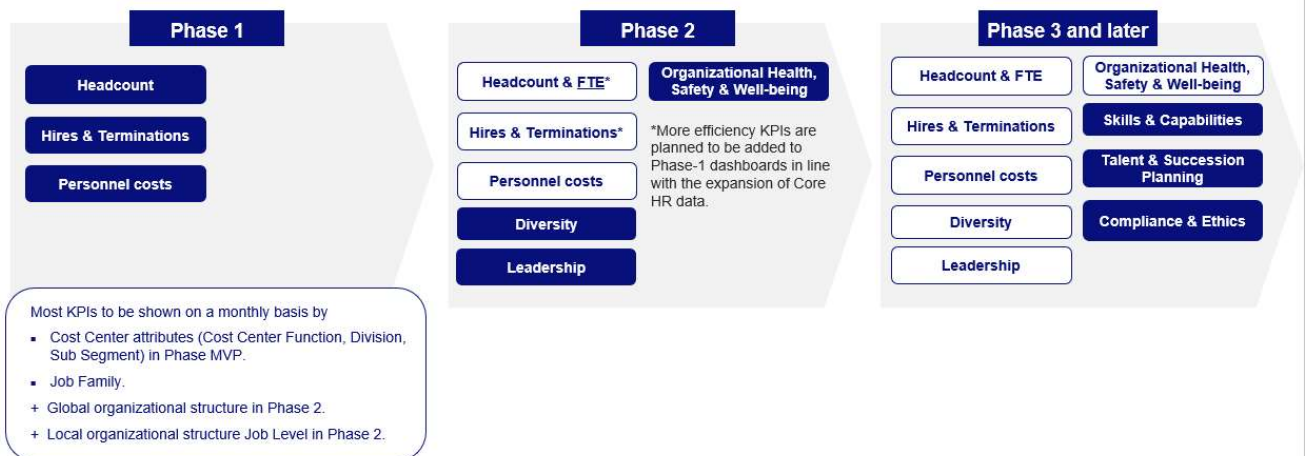 Phase 1
Headcount
Hires & Terminations
Personnel costs
Most KPIs to be shown on a monthly basis by
▪ Cost Center attributes (Cost Center Function, Division,
Sub Segment) in Phase MVP.
▪ Job Family.
+ Global organizational structure in Phase 2.
+ Local organizational structure Job Level in Phase 2.
Phase 2
Headcount & FTE*
Hires & Terminations*
Personnel costs
Diversity
Leadership
Organizational Health,
Safety & Well-being
*More efficiency KPIs are
planned to be added to
Phase-1 dashboards in line
with the expansion of Core
HR data.
Phase 3 and later
Headcount & FTE
Hires & Terminations
Personnel costs
Diversity
Leadership
Organizational Health,
Safety & Well-being
Skills & Capabilities
Talent & Succession
Planning
Compliance & Ethics